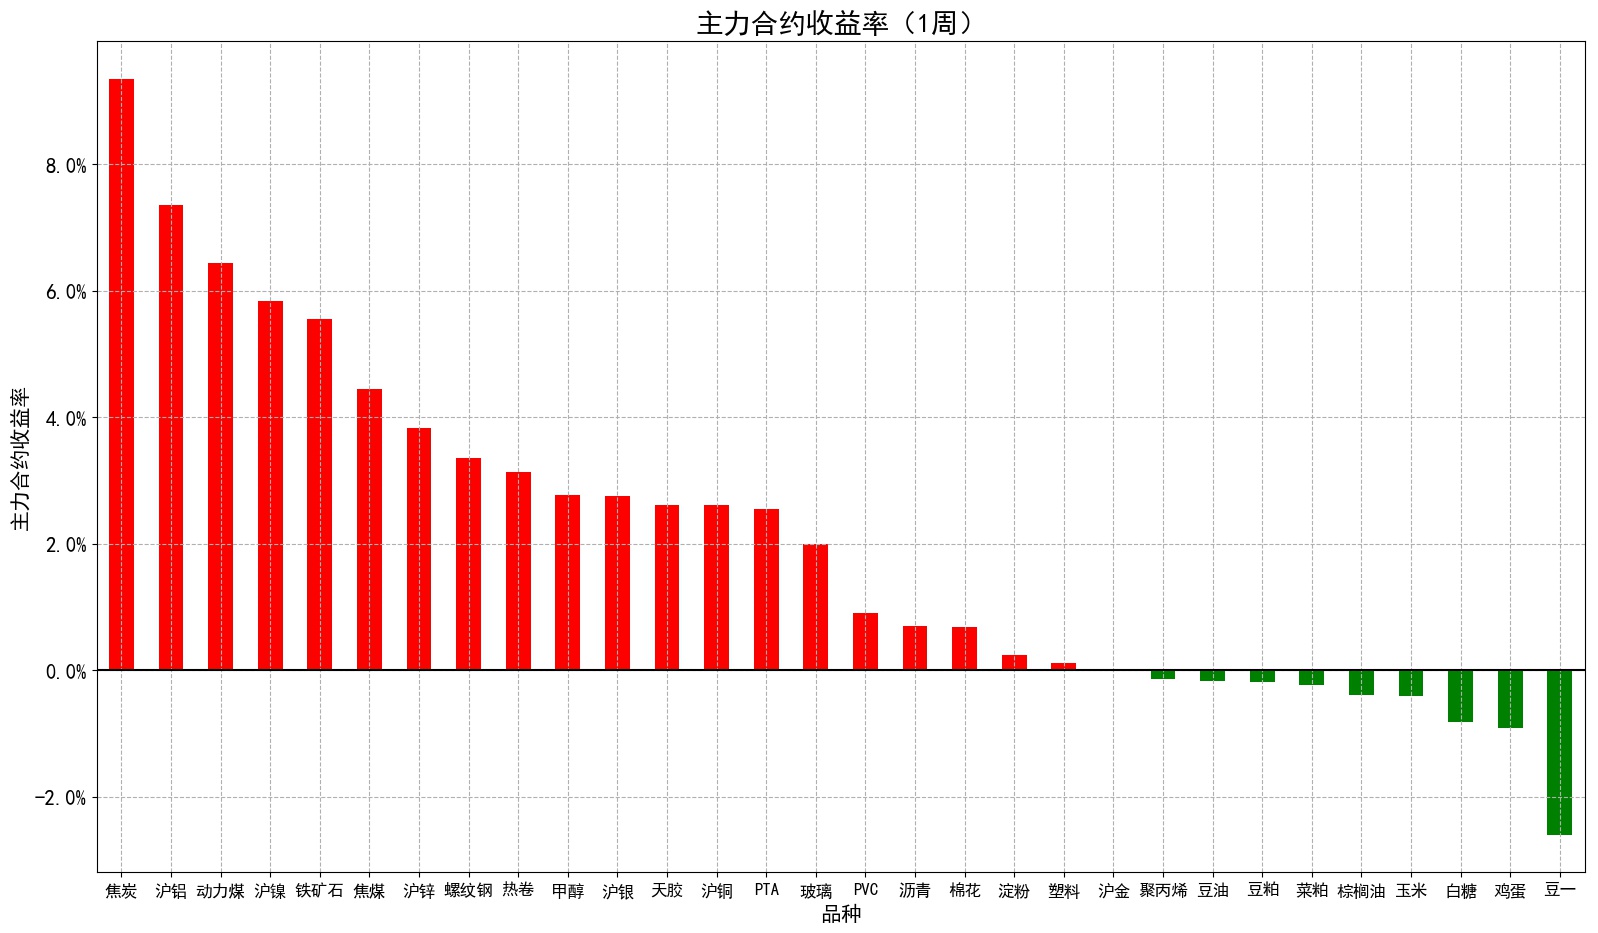 主力合约收益率（1周）
主力合约收益率
8.0%
6.0%
4.0%
2.0%
0.0%
-2.0%
焦炭 沪铝 动力煤 沪镍 铁矿石 焦煤 沪锌 螺纹钢 热卷 甲醇 沪银 天胶 沪铜 PTA 玻璃 PVC 沥青 棉花 淀粉 塑料 沪金 聚丙烯 豆油 豆粕 菜粕 棕榈油 玉米 白糖 鸡蛋 豆一
品种